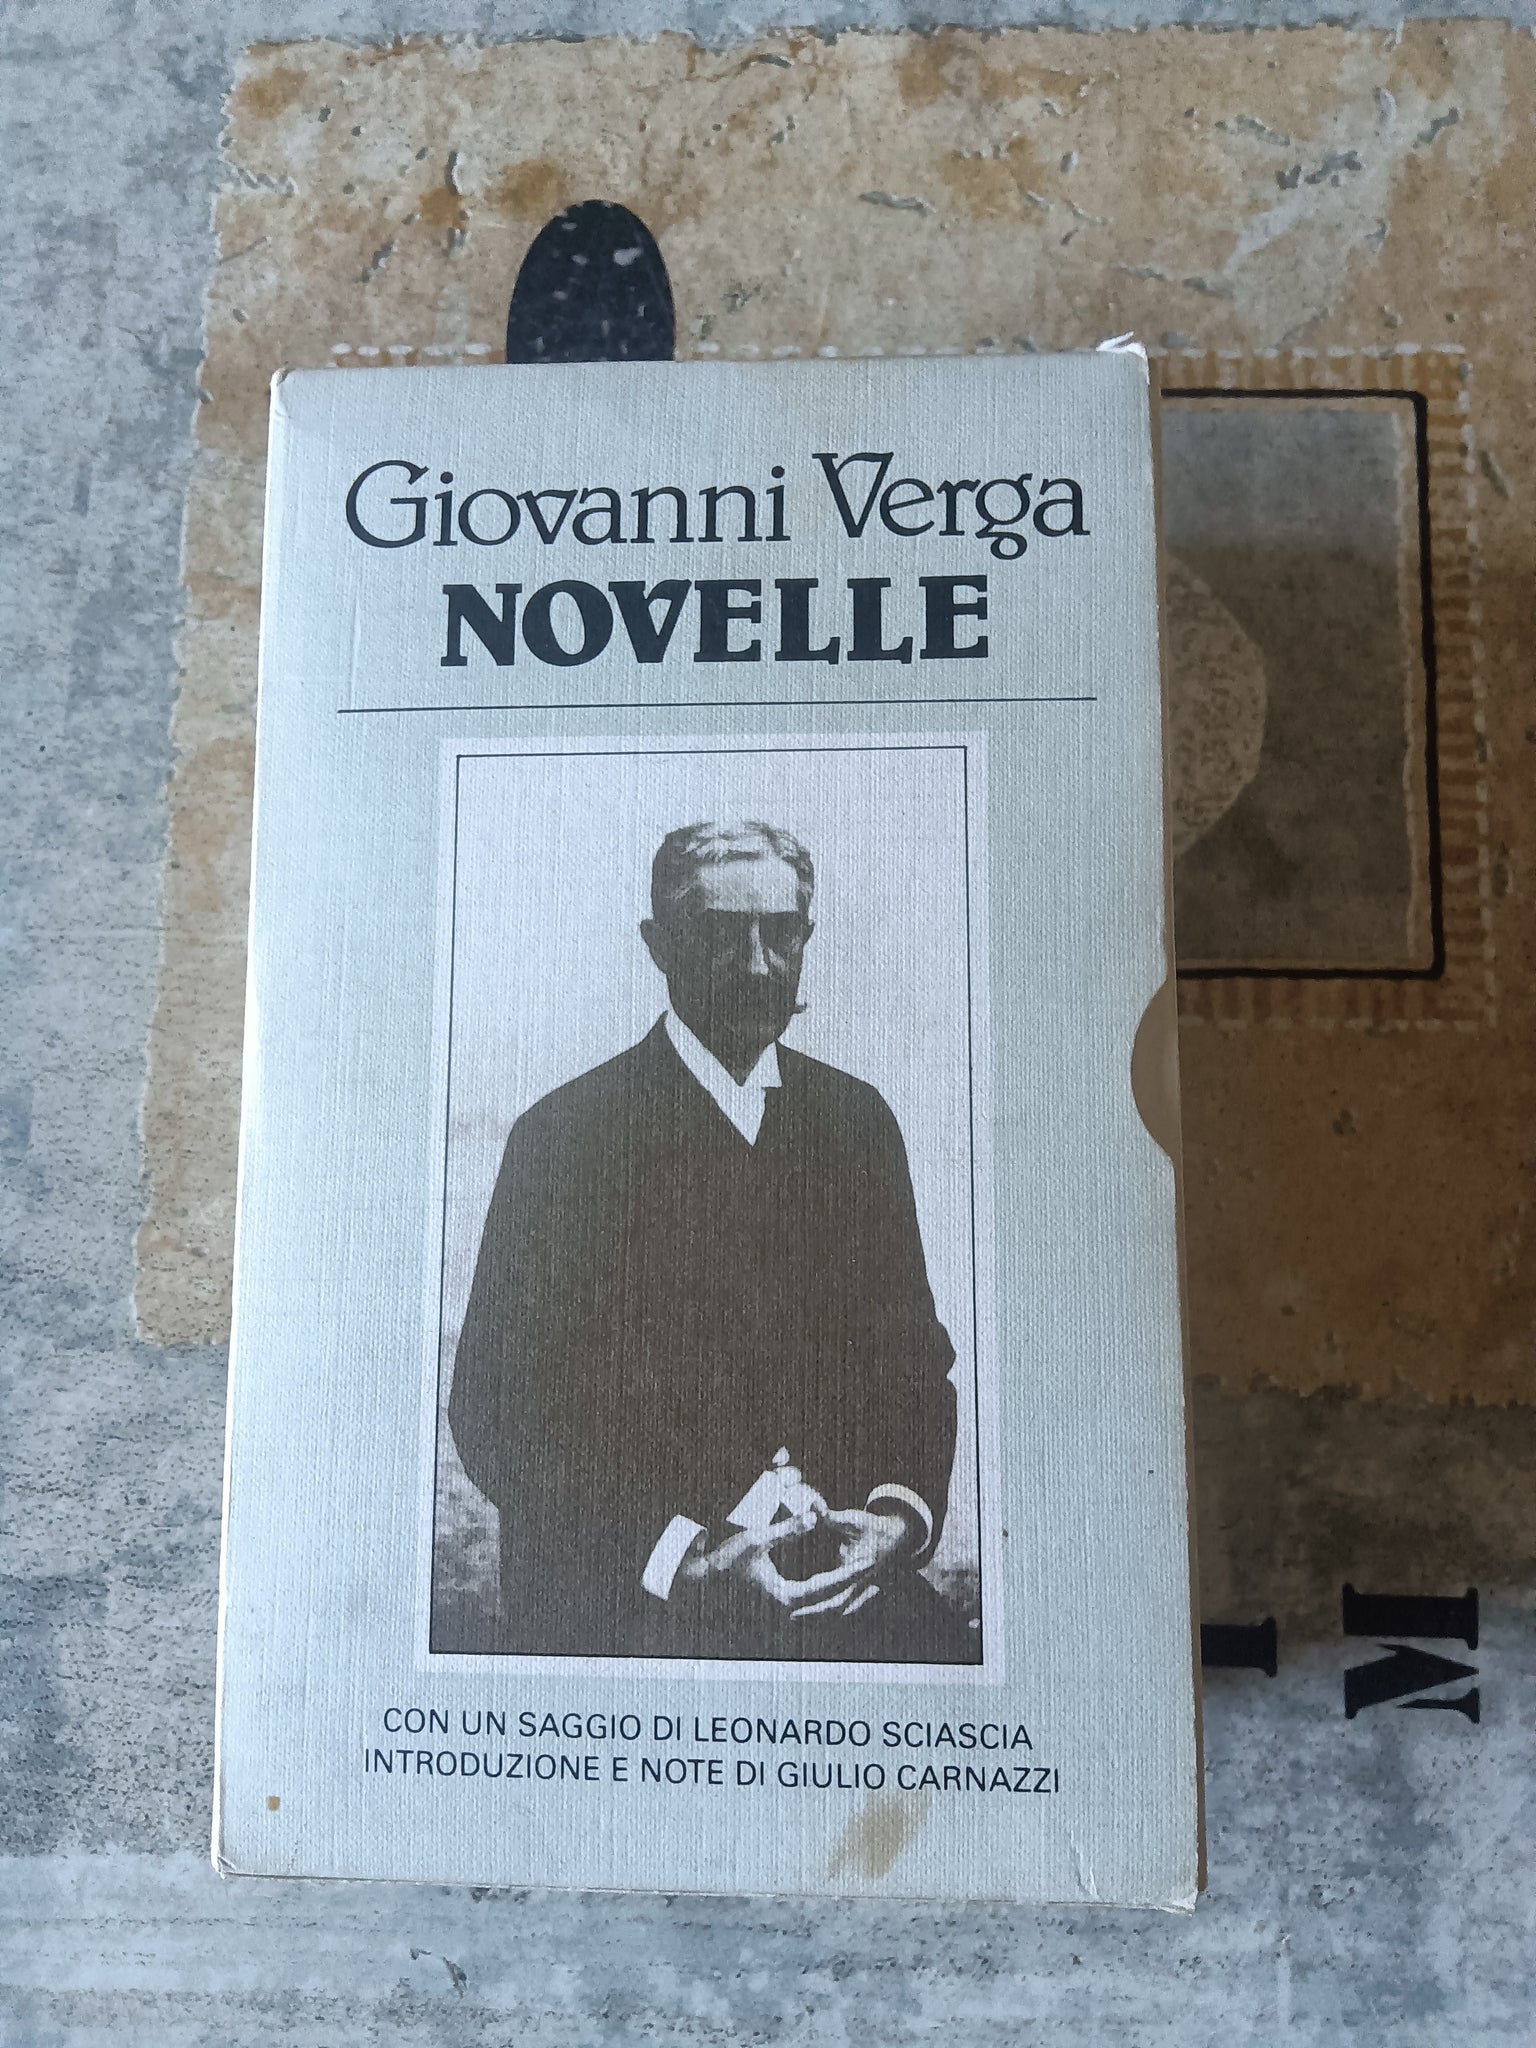 Giovanni Verga
NOVELLE
CON UN SAGGIO DI LEONARDO SCIASCIA
INTRODUZIONE E NOTE DI GIULIO CARNAZZI
I M